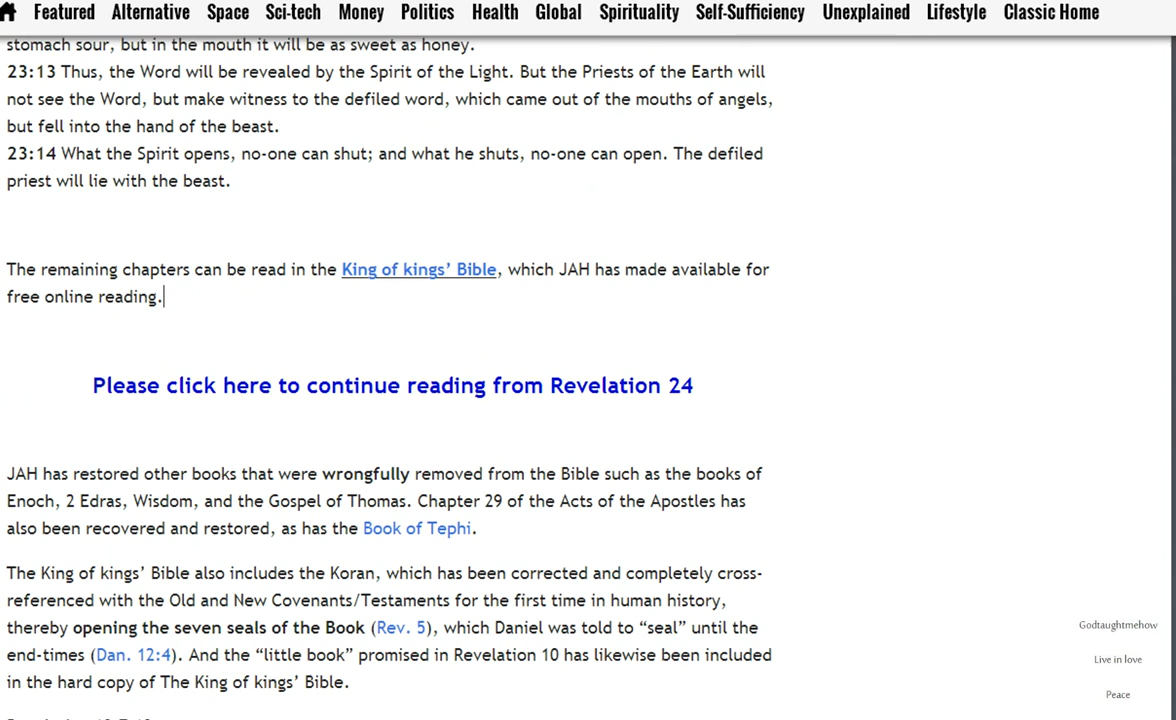 Featured Alternative Space Sci-tech Money Politics Health Global Spirituality Self-Sufficiency Unexplained Lifestyle Classic Home
stomach sour, but in the mouth it will be as sweet as honey.
23:13 Thus, the Word will be revealed by the Spirit of the Light. But the Priests of the Earth will
not see the Word, but make witness to the defiled word, which came out of the mouths of angels,
but fell into the hand of the beast.
23:14 What the Spirit opens, no-one can shut; and what he shuts, no-one can open. The defiled
priest will lie with the beast.
The remaining chapters can be read in the King of kings’ Bible, which JAH has made available for
free online reading.
Please click here to continue reading from Revelation 24
JAH has restored other books that were wrongfully removed from the Bible such as the books of
Enoch, 2 Edras, Wisdom, and the Gospel of Thomas. Chapter 29 of the Acts of the Apostles has
also been recovered and restored, as has the Book of Tephi.
The King of kings’ Bible also includes the Koran, which has been corrected and completely cross-
referenced with the Old and New Covenants/Testaments for the first time in human history,
thereby opening the seven seals of the Book (Rev. 5), which Daniel was told to “seal” until the
end-times (Dan. 12:4). And the “little book” promised in Revelation 10 has likewise been included
in the hard copy of The King of kings’ Bible.
Godtaughtmehow
Live in love
Peace